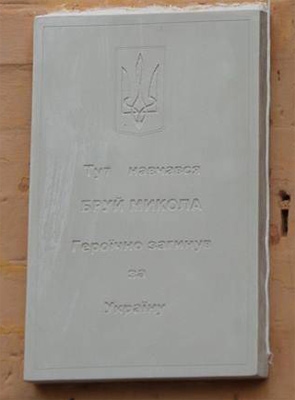 Тут навчався
БРУЙ МИКОЛА
Героїчно загинув
за
Україну